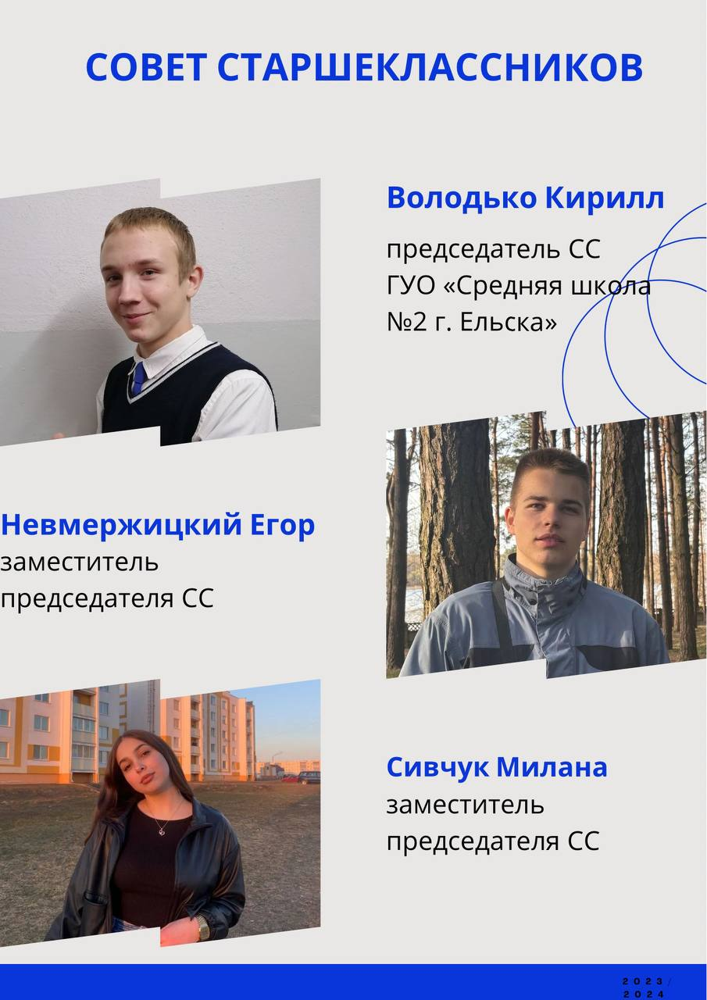 СОВЕТ СТАРШЕКЛАССНИКОВ
Володько Кирилл
председатель СС
ГУО «Средняя школа
№2 г. Ельска»
Невмержицкий Егор
заместитель
председателя СС
Сивчук Милана
заместитель
председателя СС
2023/
2024